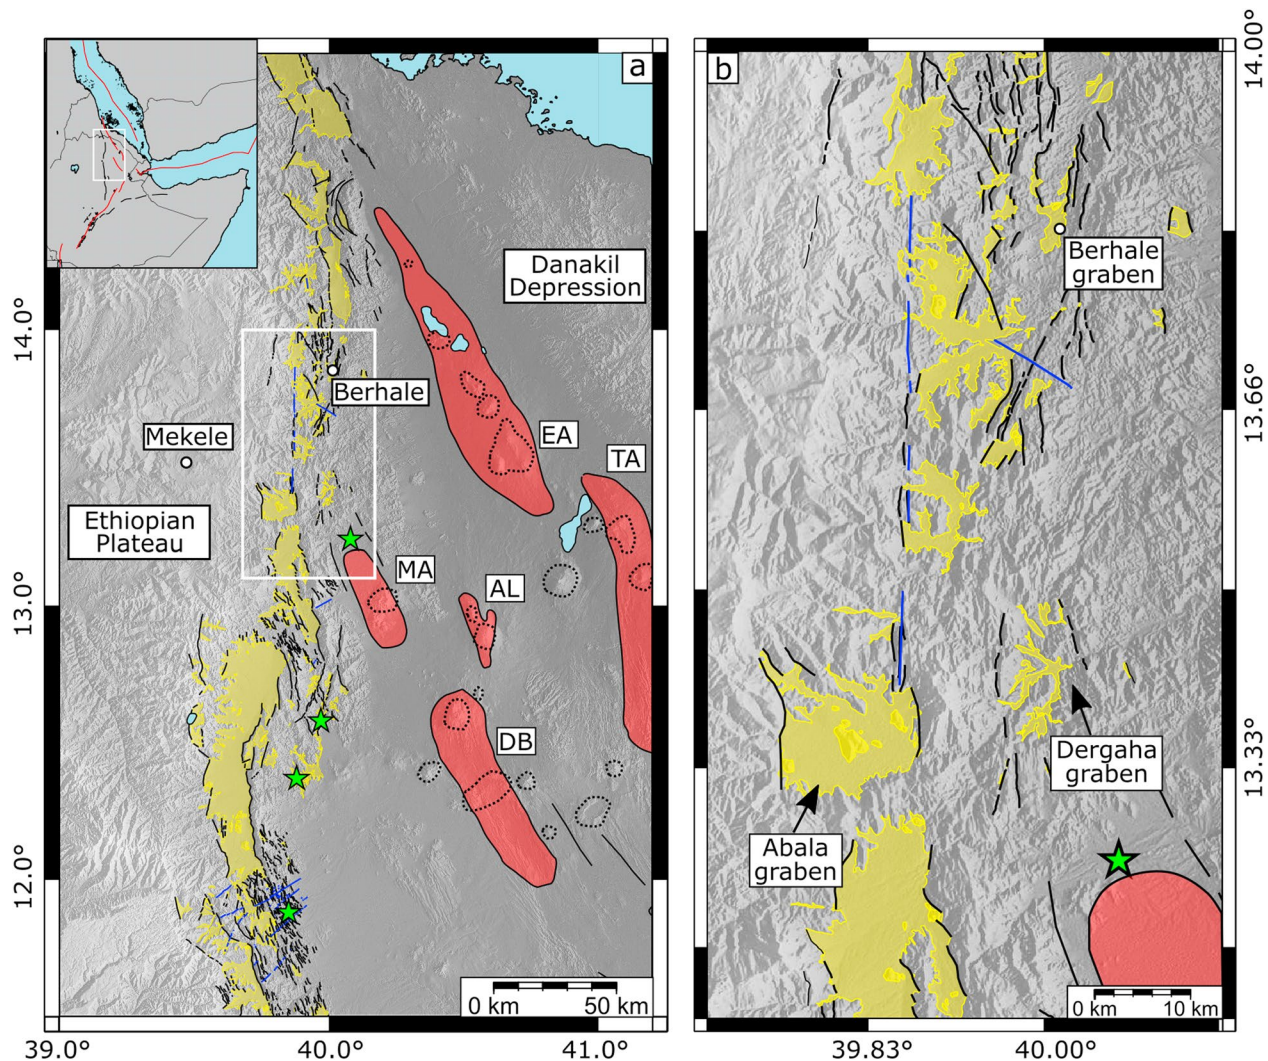 a
Danakil
Depression
14.0°
Berhale
Mekele
EA
TA
Ethiopian
Plateau
MA
AL
13.0°
DB
12.0°
0 km 50 km
39.0° 40.0° 41.0°
b
14.00°
Berhale
graben
13.66°
Dergaha
graben
13.33°
Abala
graben
0 km 10 km
39.83° 40.00°